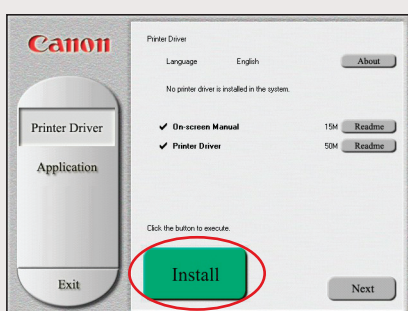 Canon
Printer Driver
Language English About
No printer driver is installed in the system.
Printer Driver
✔ On-screen Manual 15M Readme
✔ Printer Driver 50M Readme
Application
Click the button to execute.
Install
Exit
Next